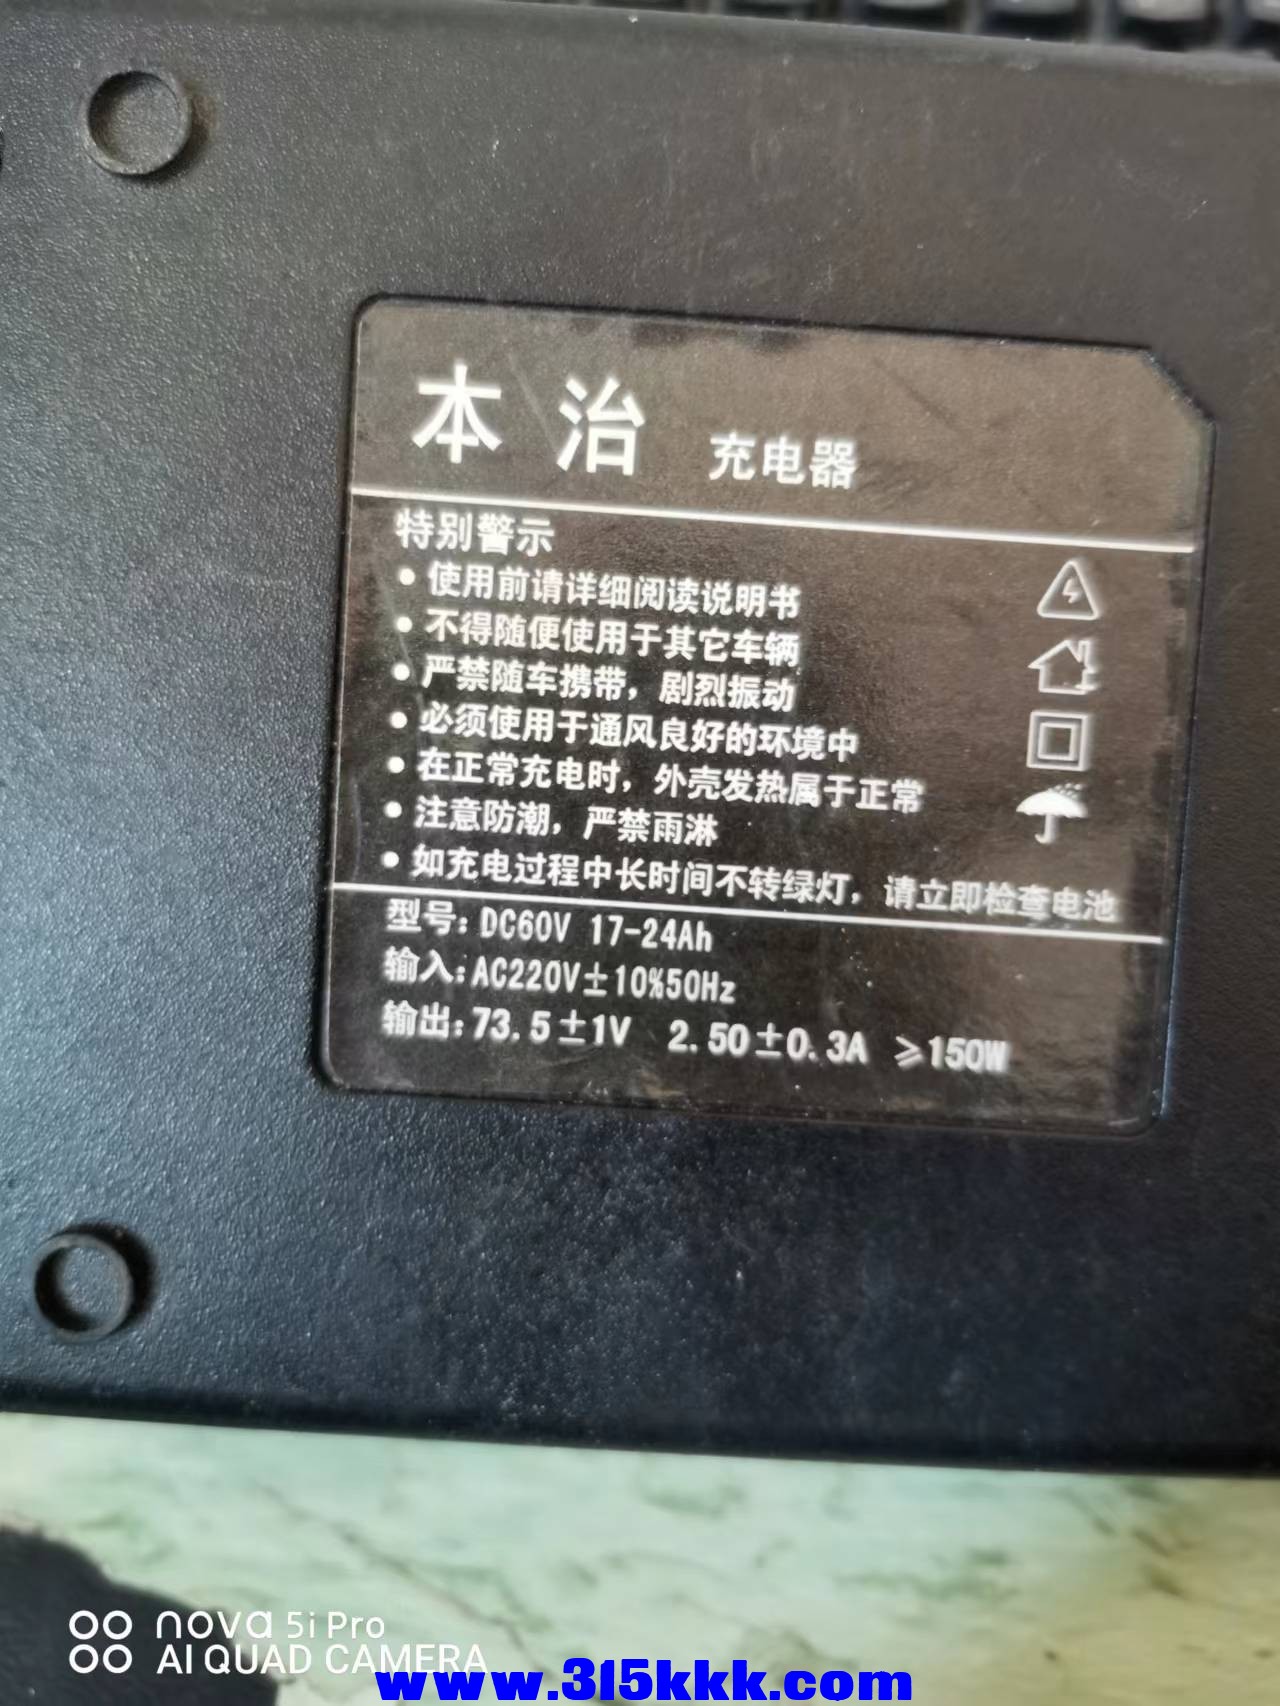 本治 充电器
特别警示
• 使用前请详细阅读说明书
• 不得随便使用于其它车辆
• 严禁随车携带，剧烈振动
• 必须使用于通风良好的环境中
• 在正常充电时，外壳发热属于正常
• 注意防潮，严禁雨淋
• 如充电过程中长时间不转绿灯，请立即检查电池
型号：DC60V 17-24Ah
输入：AC220V±10%50Hz
输出：73.5±1V 2.50±0.3A ≥150W
nova 5i Pro
AI QUAD CAMERA
www.315kkk.com